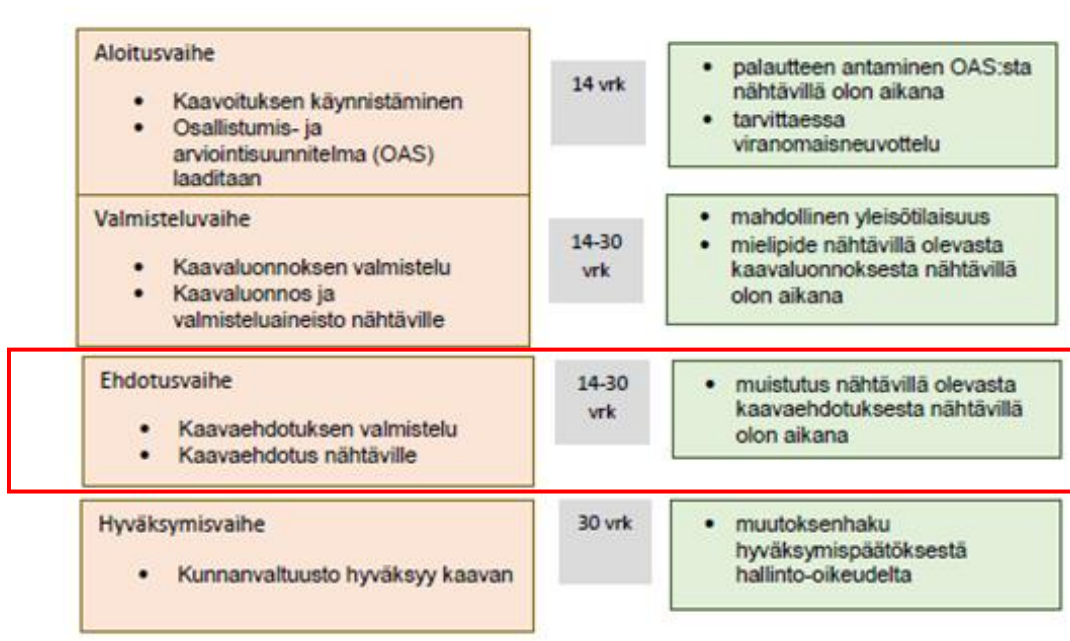 Aloitusvaihe
• Kaavoituksen käynnistäminen
• Osallistumis- ja
arviointisuunnitelma (OAS)
laaditaan
14 vrk
• palautteen antaminen OAS:sta
nähtävillä olon aikana
• tarvittaessa
viranomaisneuvottelu
Valmisteluvaihe
• Kaavaluonnoksen valmistelu
• Kaavaluonnos ja
valmisteluaineisto nähtäville
14-30
vrk
• mahdollinen yleisötilaisuus
• mielipide nähtävillä olevasta
kaavaluonnoksesta nähtävillä
olon aikana
Ehdotusvaihe
• Kaavaehdotuksen valmistelu
• Kaavaehdotus nähtäville
14-30
vrk
• muistutus nähtävillä olevasta
kaavaehdotuksesta nähtävillä
olon aikana
Hyväksymisvaihe
• Kunnanvaltuusto hyväksyy kaavan
30 vrk
• muutoksenhaku
hyväksymispäätöksestä
hallinto-oikeudelta